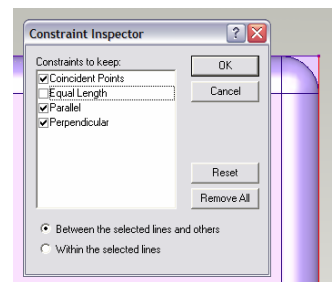 Constraint Inspector
Constraints to keep:
Coincident Points
Equal Length
Parallel
Perpendicular
OK
Cancel
Reset
Remove All
Between the selected lines and others
Within the selected lines